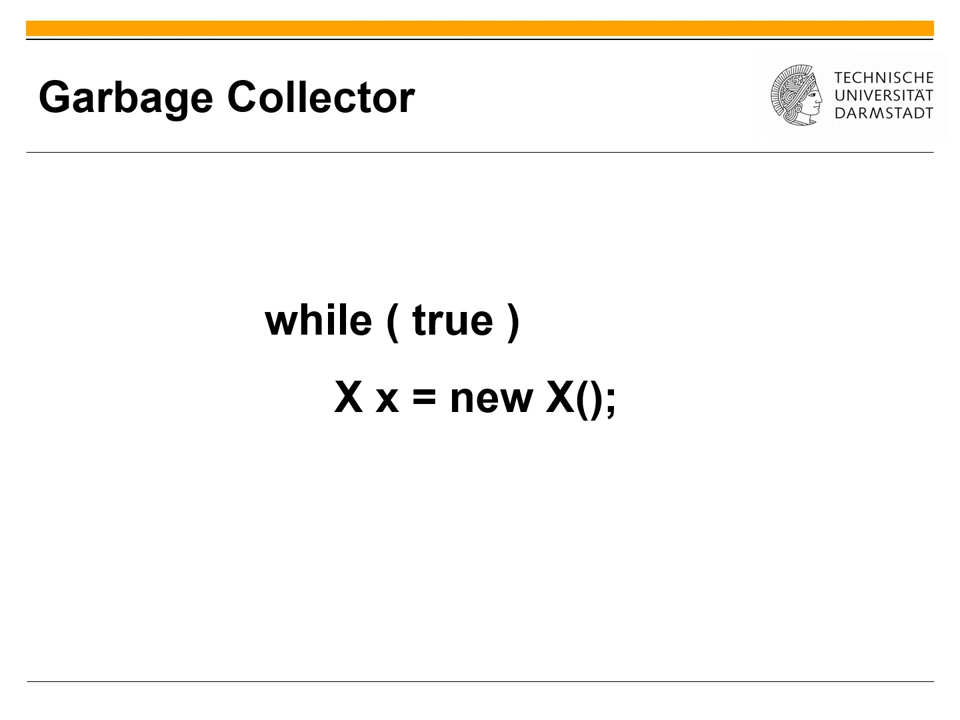 Garbage Collector
TECHNISCHE
UNIVERSITÄT
DARMSTADT
while ( true )
X x = new X();